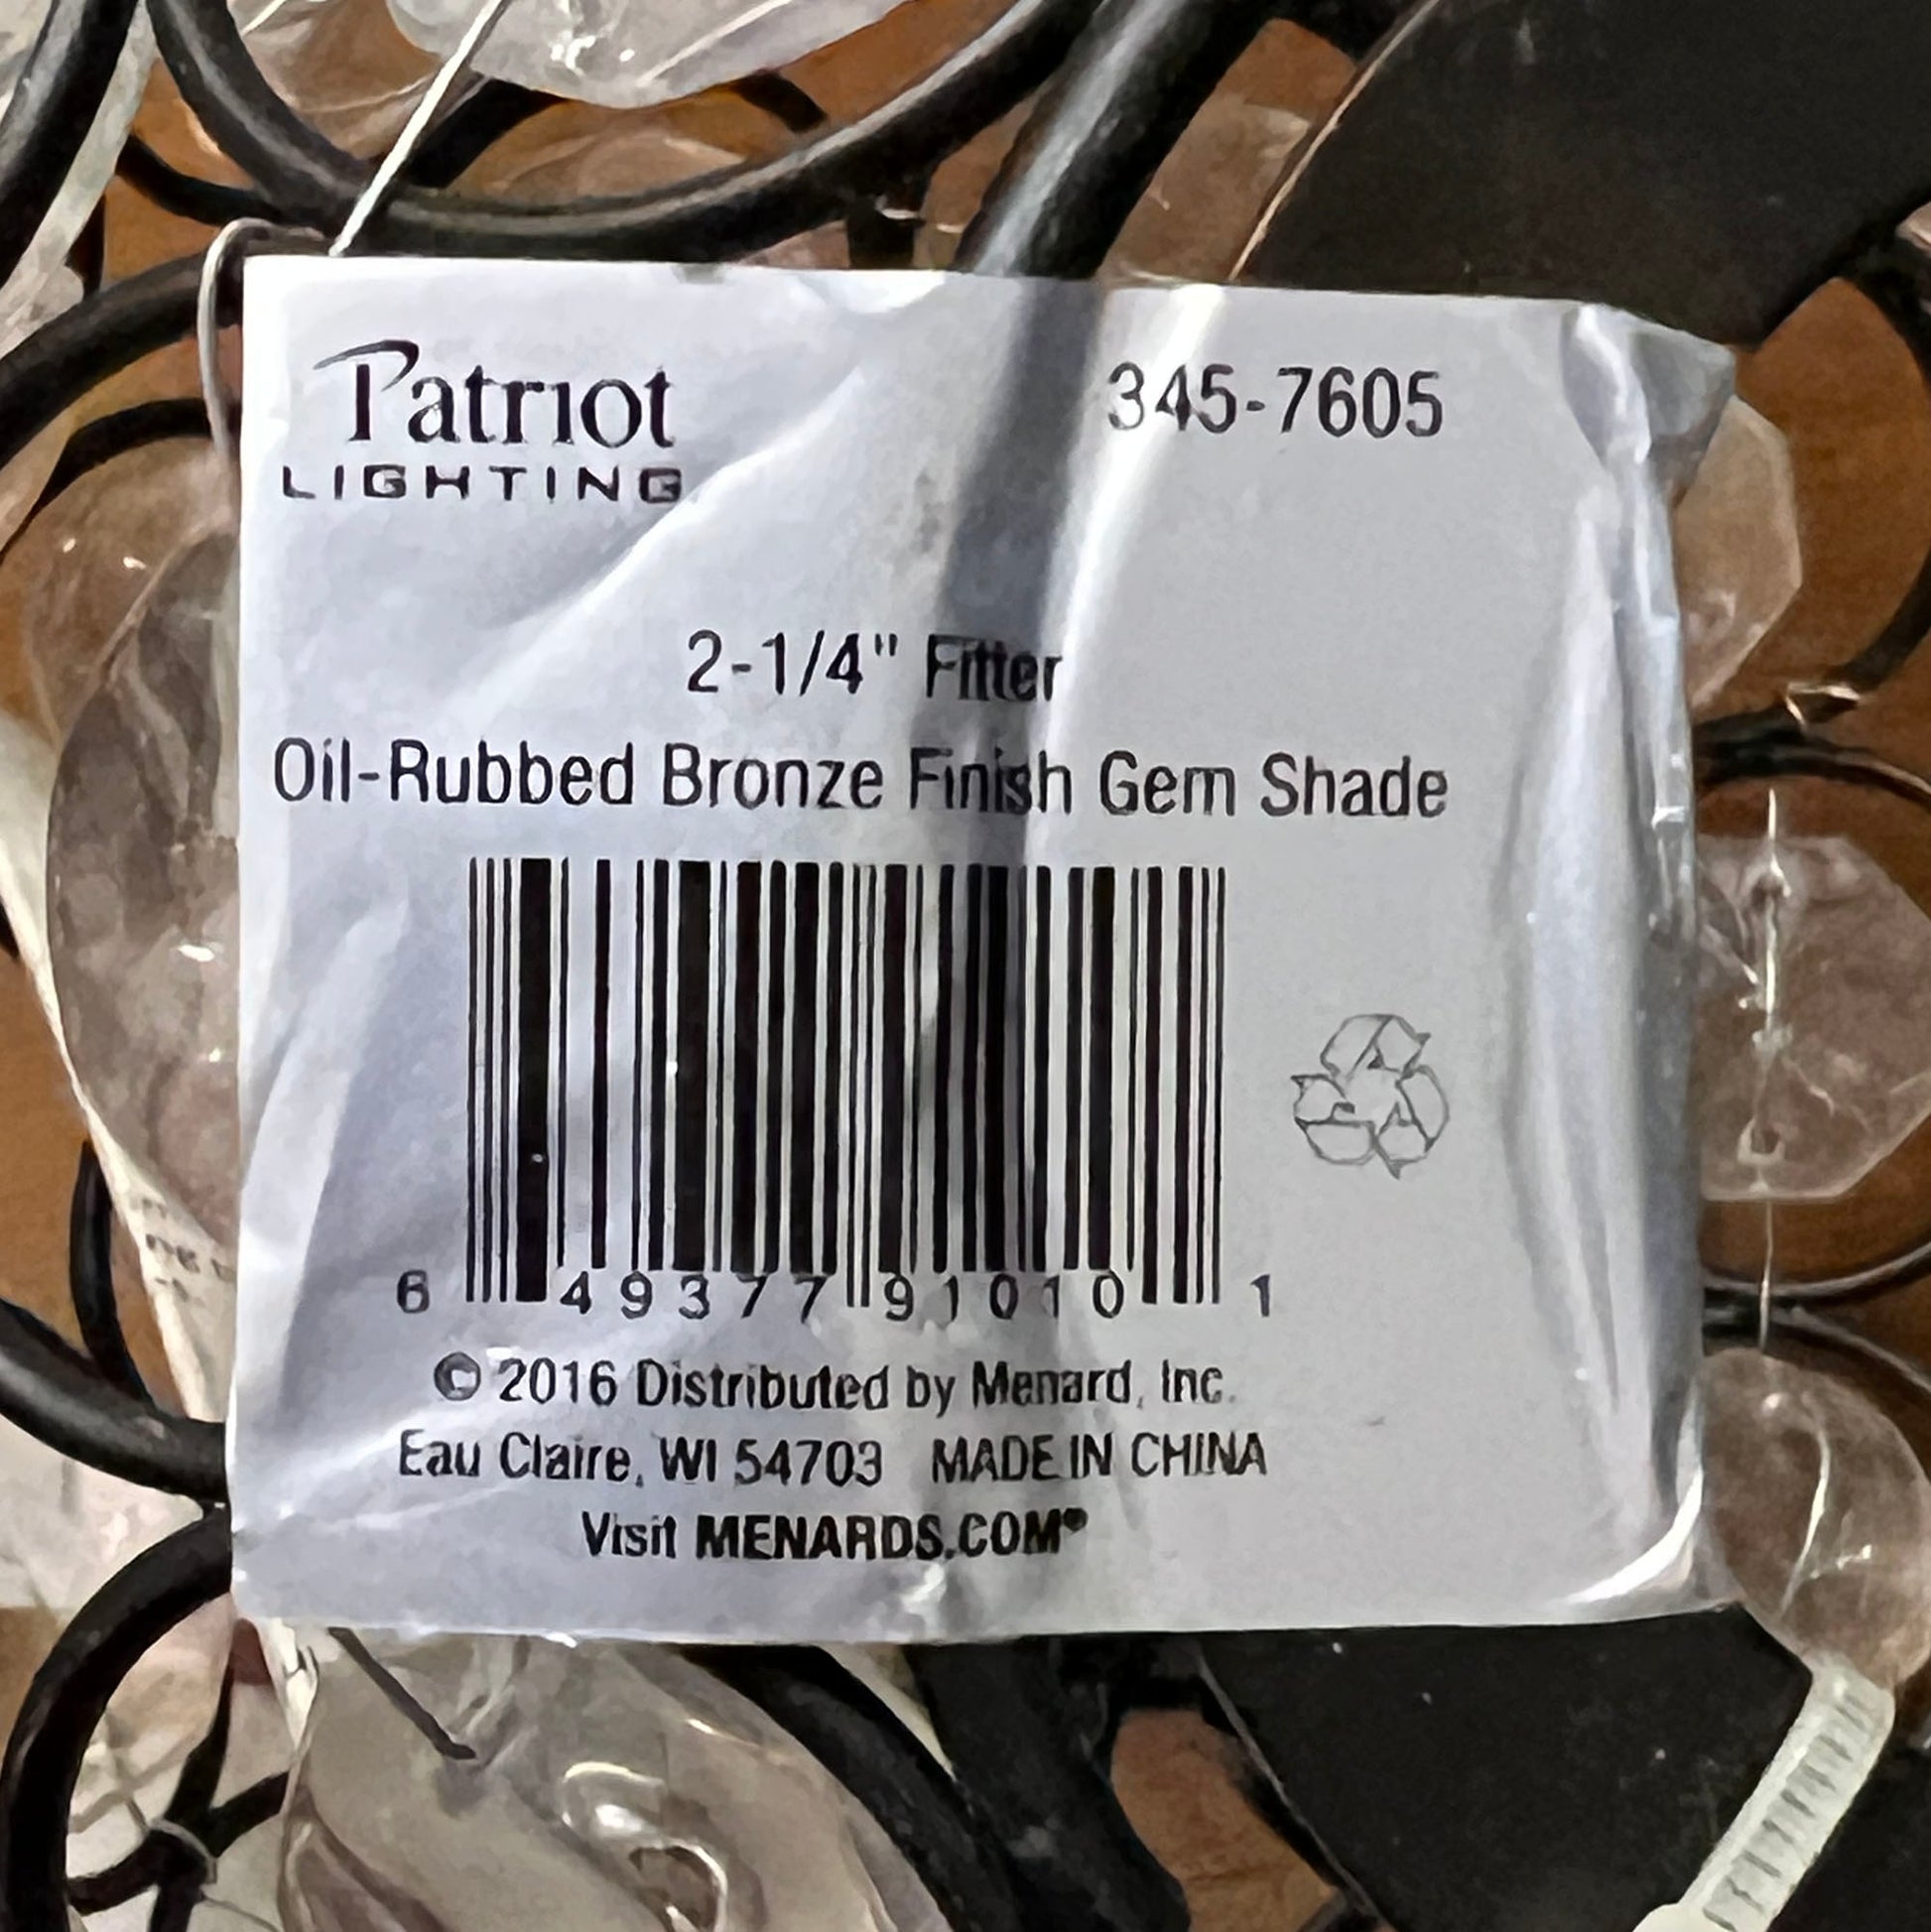 Patriot
LIGHTING
345-7605
2-1/4" Fitter
Oil-Rubbed Bronze Finish Gem Shade
6 49377 91010 1
© 2016 Distributed by Menard, Inc.
Eau Claire, WI 54703 MADE IN CHINA
Visit MENARDS.COM®